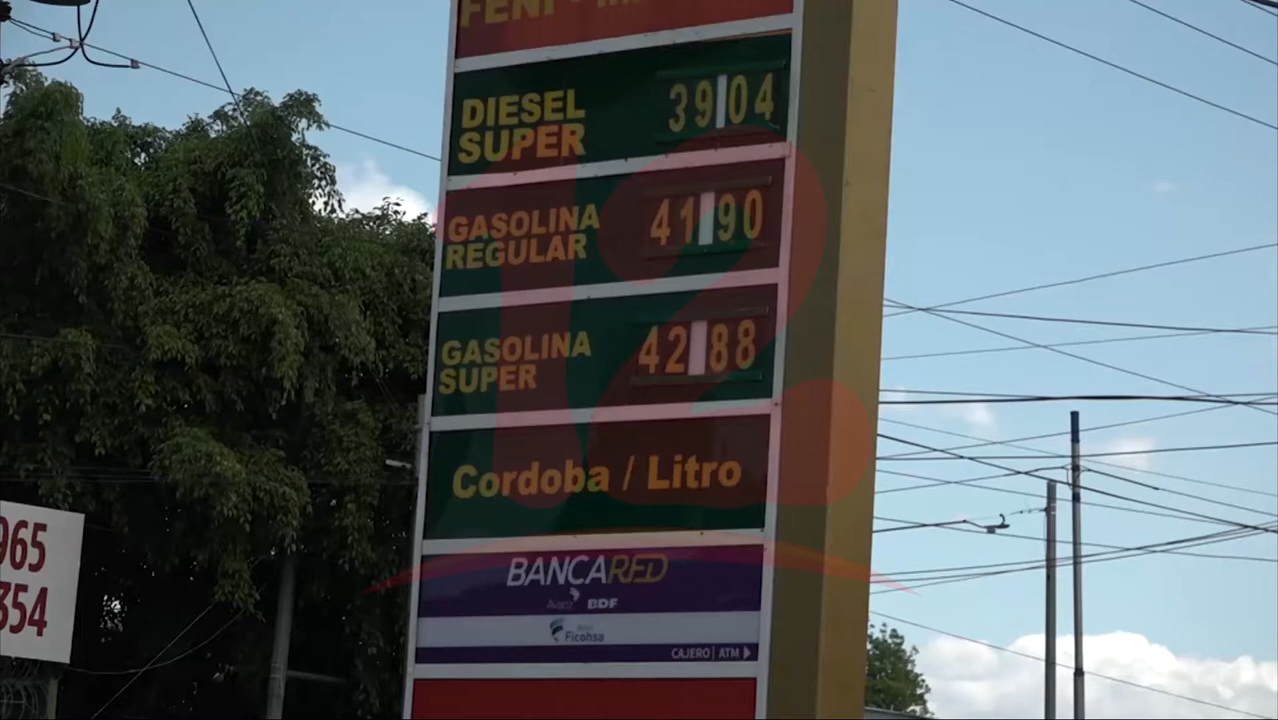 DIESEL
SUPER
39 04
GASOLINA
REGULAR
41 90
GASOLINA
SUPER
42 88
Cordoba / Litro
BANCARED
BDF
Ficohsa
CAJERO | ATM
965
354
12